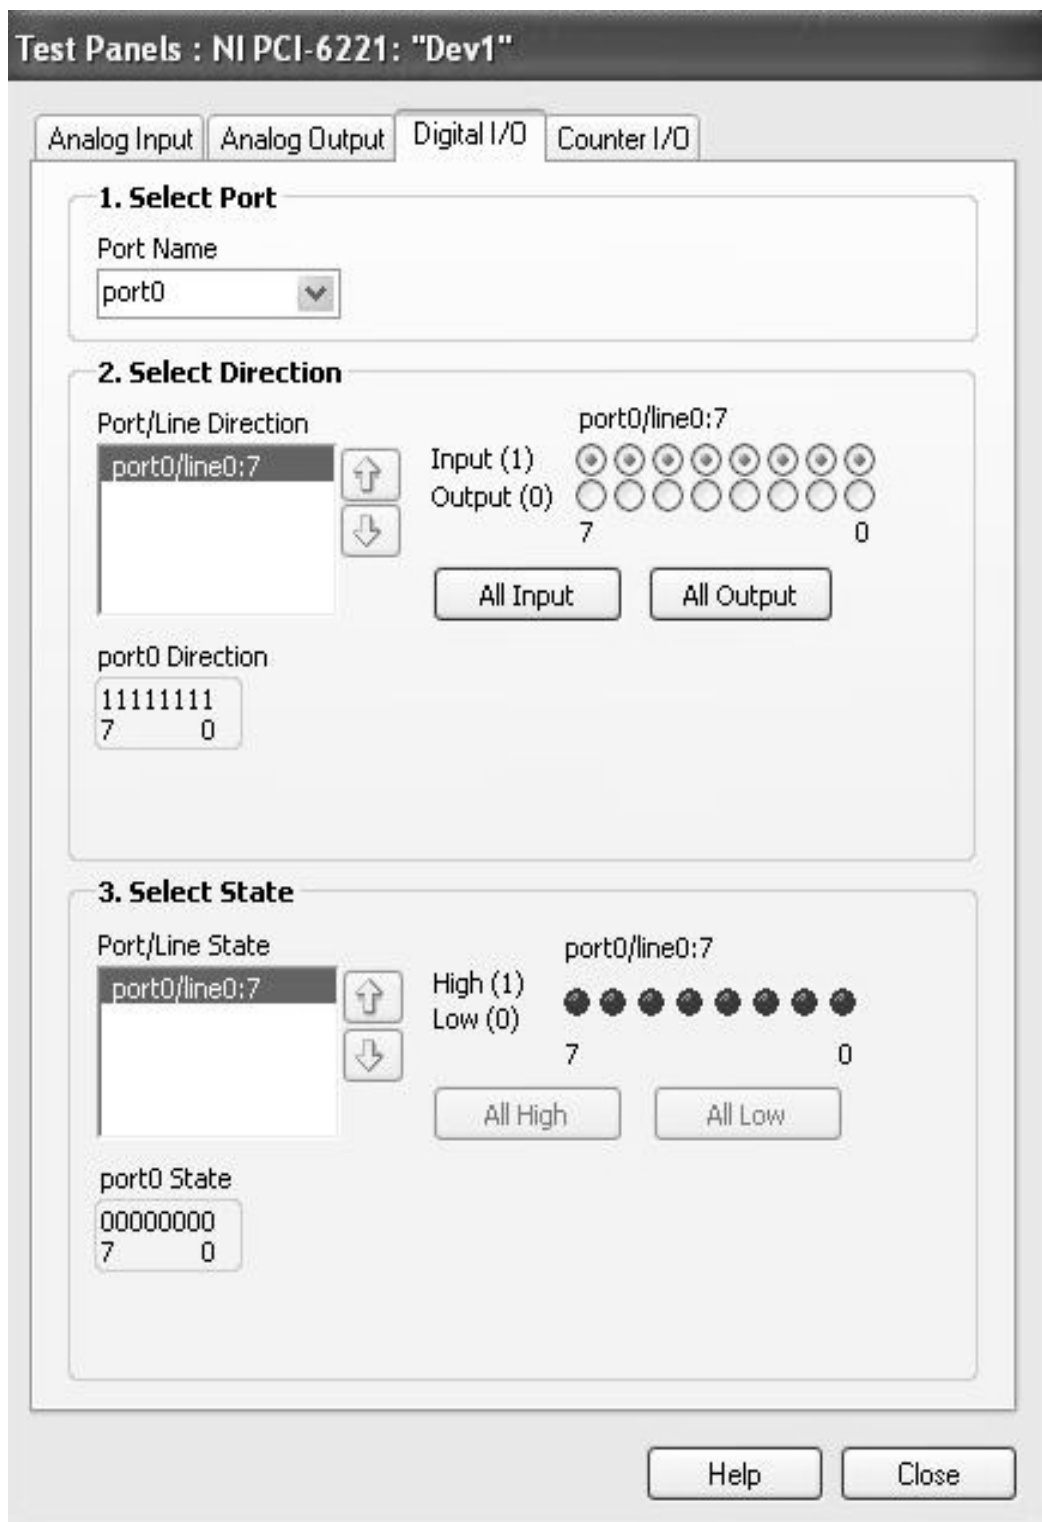 Test Panels : NI PCI-6221: "Dev1"
Analog Input Analog Output Digital I/O Counter I/O
1. Select Port
Port Name
port0
2. Select Direction
Port/Line Direction
port0/line0:7
port0/line0:7
Input (1)
Output (0)
7 0
All Input All Output
port0 Direction
11111111
7 0
3. Select State
Port/Line State
port0/line0:7
port0/line0:7
High (1)
Low (0)
7 0
All High All Low
port0 State
00000000
7 0
Help Close